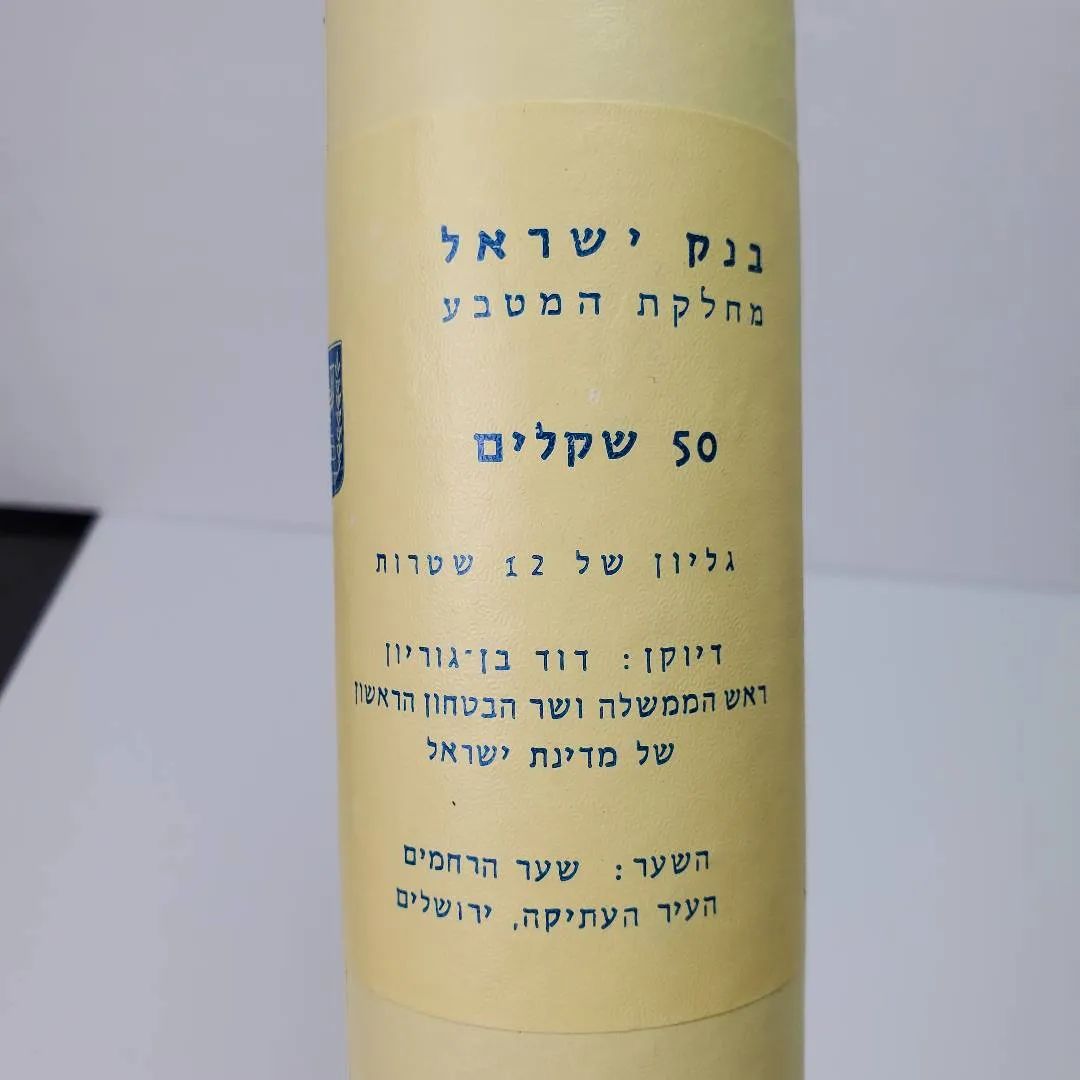 בנק ישראל
מחלקת המטבע
50 שקלים
גליון של 12 שטרות
דיוקן: דוד בן־גוריון
ראש הממשלה ושר הבטחון הראשון
של מדינת ישראל
השער: שער הרחמים
העיר העתיקה, ירושלים